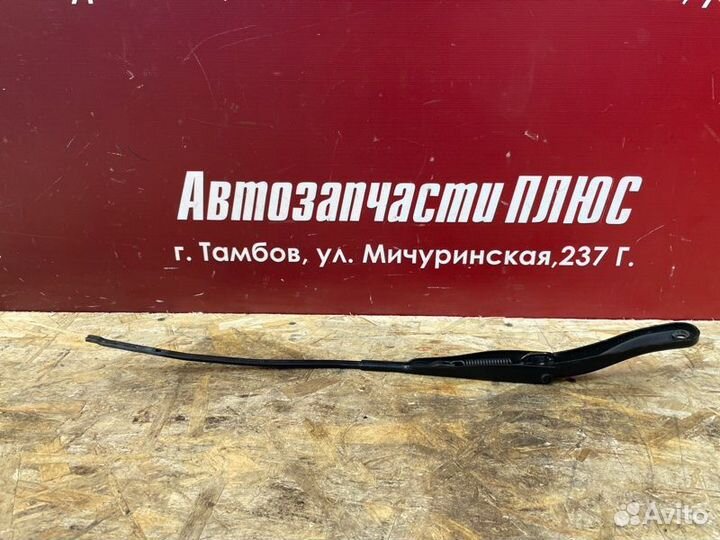 Автозапчасти ПЛЮС
г. Тамбов, ул. Мичуринская,237 Г.
Avito